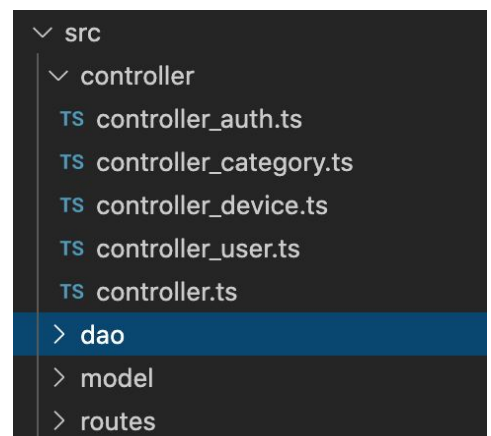 src
controller
TS controller_auth.ts
TS controller_category.ts
TS controller_device.ts
TS controller_user.ts
TS controller.ts
dao
model
routes